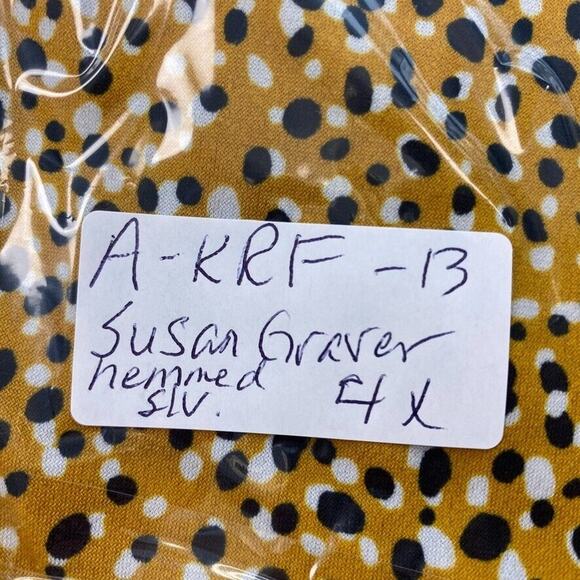 A-KRF-13
Susan Graver
hemmed
slv. 4X